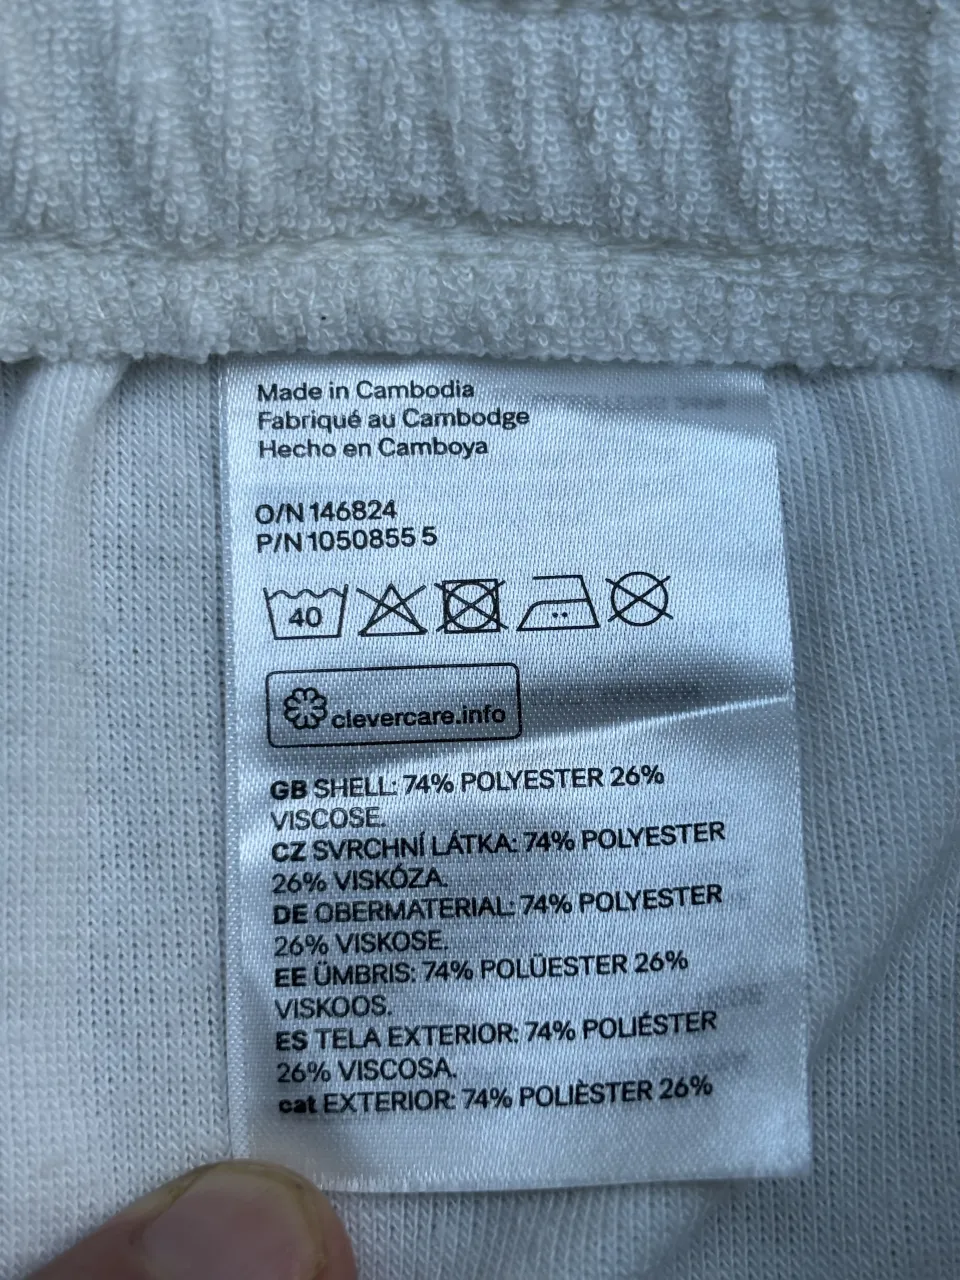 Made in Cambodia
Fabriqué au Cambodge
Hecho en Camboya
O/N 146824
P/N 1050855 5
40
clevercare.info
GB SHELL: 74% POLYESTER 26%
VISCOSE.
CZ SVRCHNÍ LÁTKA: 74% POLYESTER
26% VISKÓZA.
DE OBERMATERIAL: 74% POLYESTER
26% VISKOSE.
EE ÜMBRIS: 74% POLÜESTER 26%
VISKOOS.
ES TELA EXTERIOR: 74% POLIÉSTER
26% VISCOSA.
cat EXTERIOR: 74% POLIÈSTER 26%